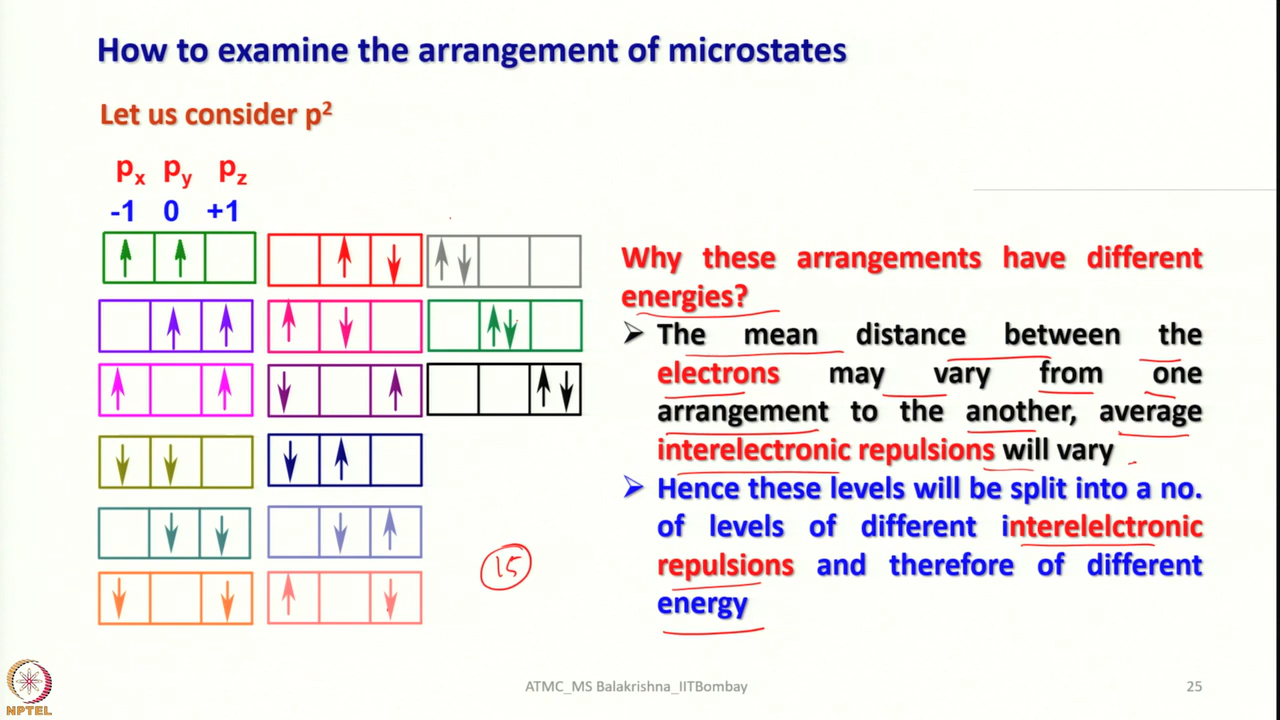 How to examine the arrangement of microstates
Let us consider p²
pₓ pᵧ p_z
-1 0 +1
Why these arrangements have different
energies?
➢ The mean distance between the
electrons may vary from one
arrangement to the another, average
interelectronic repulsions will vary
➢ Hence these levels will be split into a no.
of levels of different interelelctronic
repulsions and therefore of different
energy
15
NPTEL
ATMC_MS Balakrishna_IITBombay
25